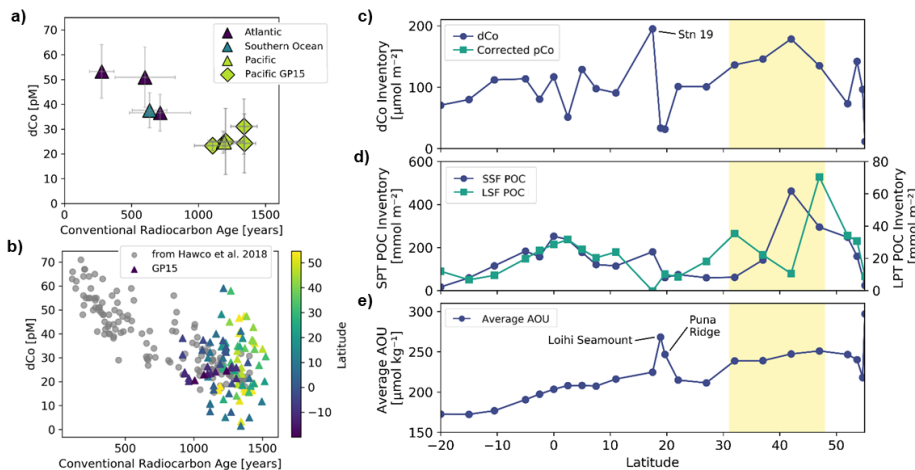 a)
dCo [pM]
70
60
50
40
30
20
10
0
Atlantic
Southern Ocean
Pacific
Pacific GP15
0
500
1000
1500
Conventional Radiocarbon Age [years]
b)
dCo [pM]
70
60
50
40
30
20
10
0
from Hawco et al. 2018
GP15
500
1000
1500
Conventional Radiocarbon Age [years]
50
40
30
20
10
0
−10
Latitude
c)
dCo Inventory
[μmol m⁻²]
200
100
0
dCo
Corrected pCo
Stn 19
d)
SPT POC Inventory
[mmol m⁻²]
600
400
200
0
SSF POC
LSF POC
80
60
40
20
0
LPT POC Inventory
[mmol m⁻²]
e)
Average AOU
[μmol kg⁻¹]
300
250
200
150
Average AOU
Loihi Seamount
Puna
Ridge
−20
−10
0
10
20
30
40
50
Latitude